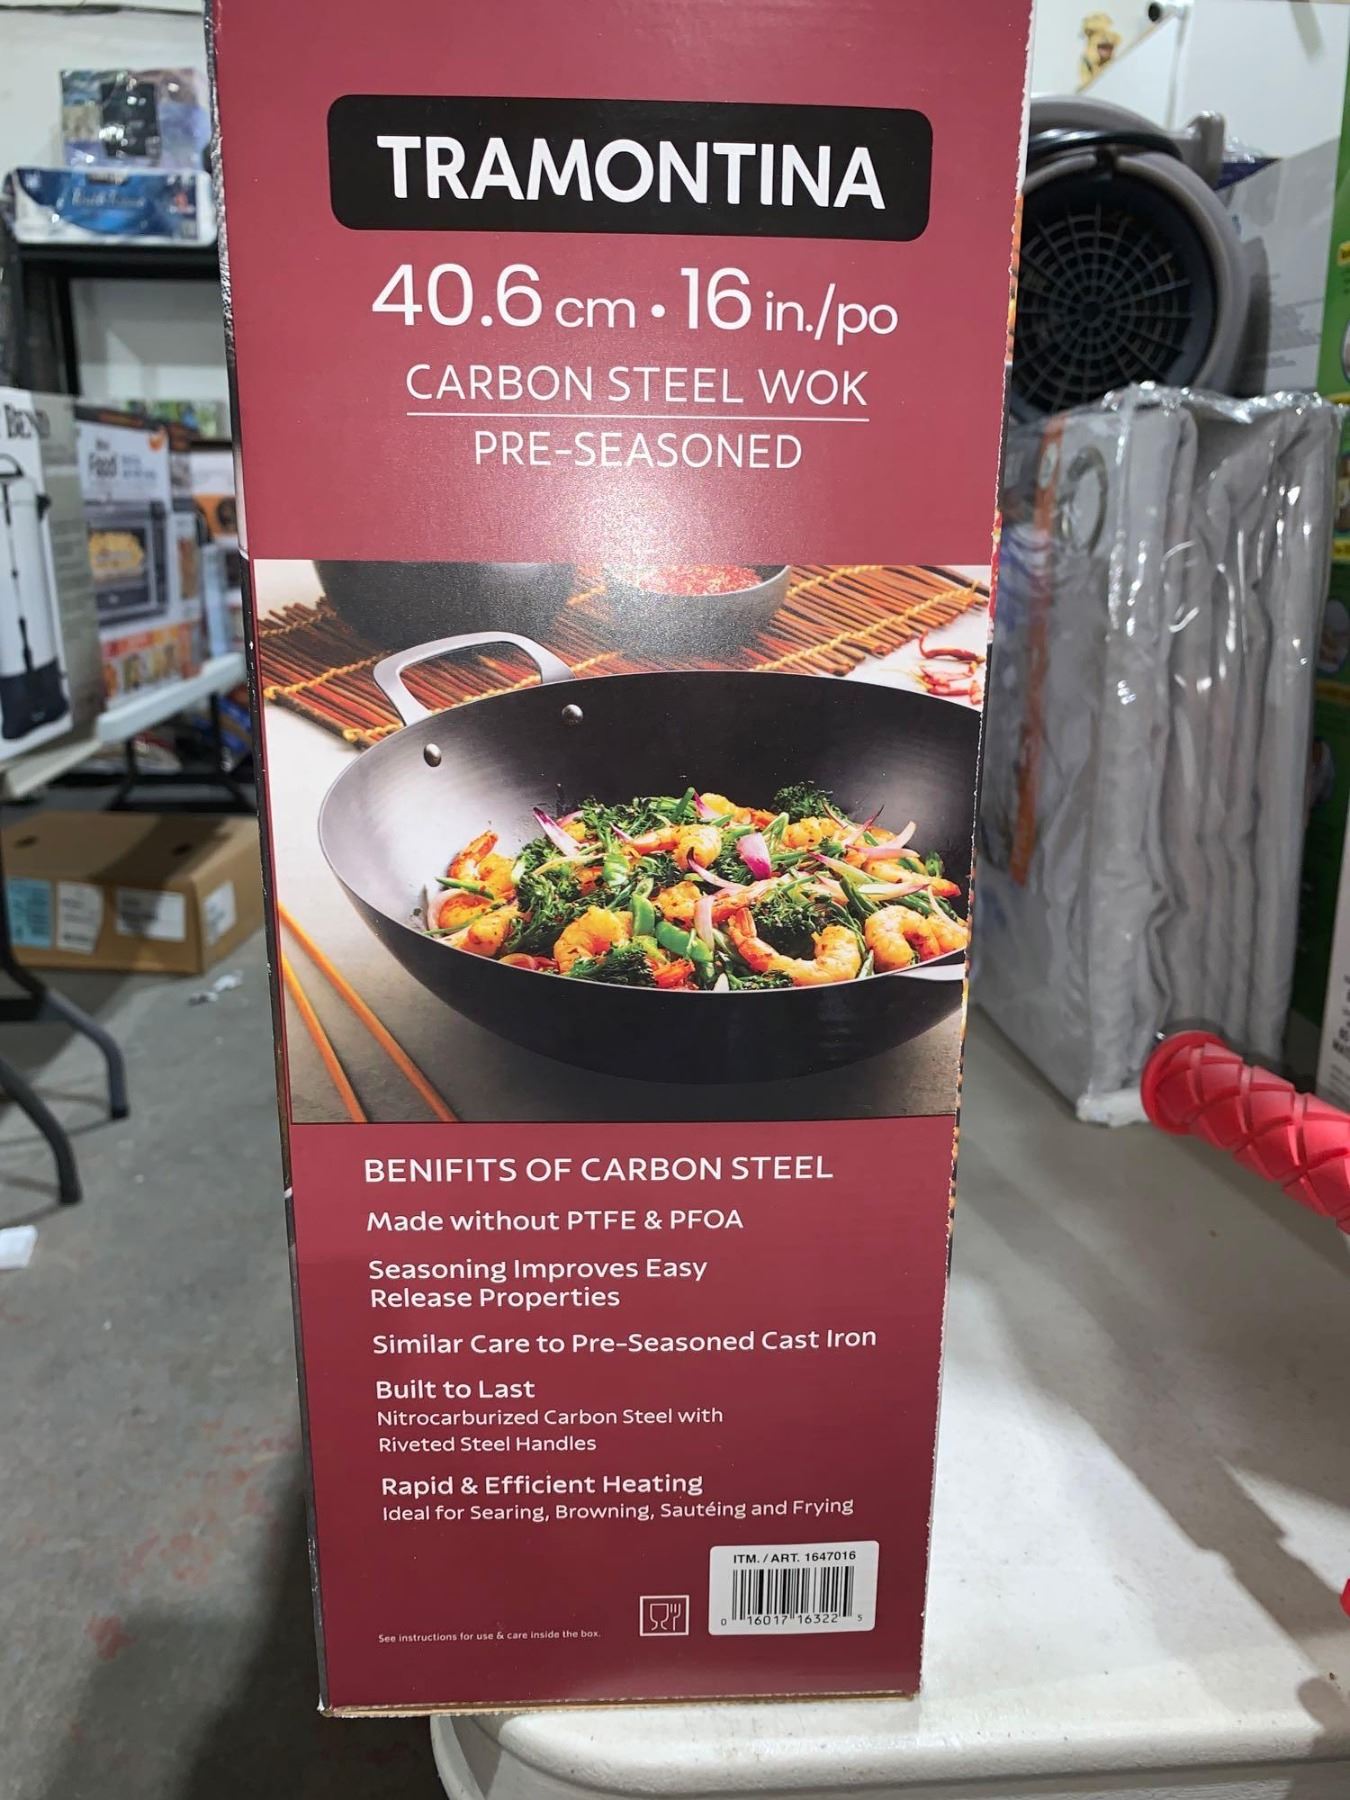 TRAMONTINA
40.6 cm • 16 in./po
CARBON STEEL WOK
PRE-SEASONED
BENIFITS OF CARBON STEEL
Made without PTFE & PFOA
Seasoning Improves Easy
Release Properties
Similar Care to Pre-Seasoned Cast Iron
Built to Last
Nitrocarburized Carbon Steel with
Riveted Steel Handles
Rapid & Efficient Heating
Ideal for Searing, Browning, Sautéing and Frying
ITM. / ART. 1647016
0 16017 16322 5
See instructions for use & care inside the box.
Food